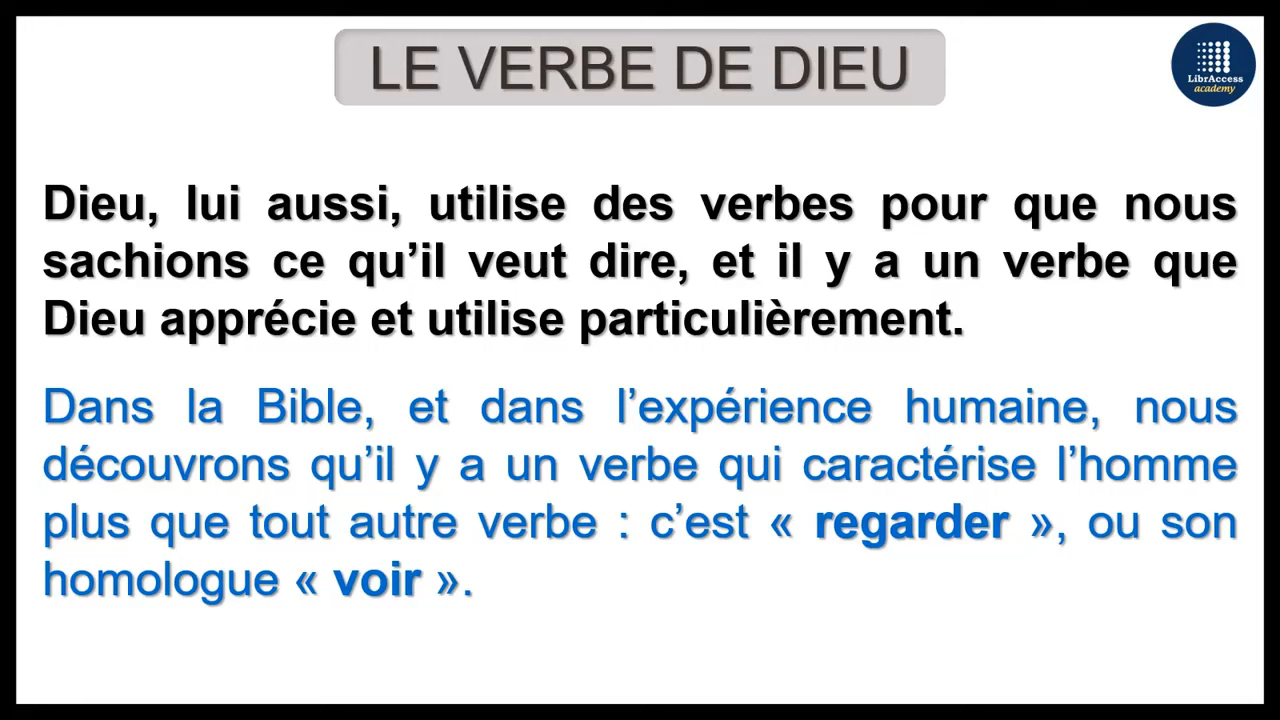 LE VERBE DE DIEU
LibrAccess
academy
Dieu, lui aussi, utilise des verbes pour que nous
sachions ce qu’il veut dire, et il y a un verbe que
Dieu apprécie et utilise particulièrement.
Dans la Bible, et dans l’expérience humaine, nous
découvrons qu’il y a un verbe qui caractérise l’homme
plus que tout autre verbe : c’est « regarder », ou son
homologue « voir ».